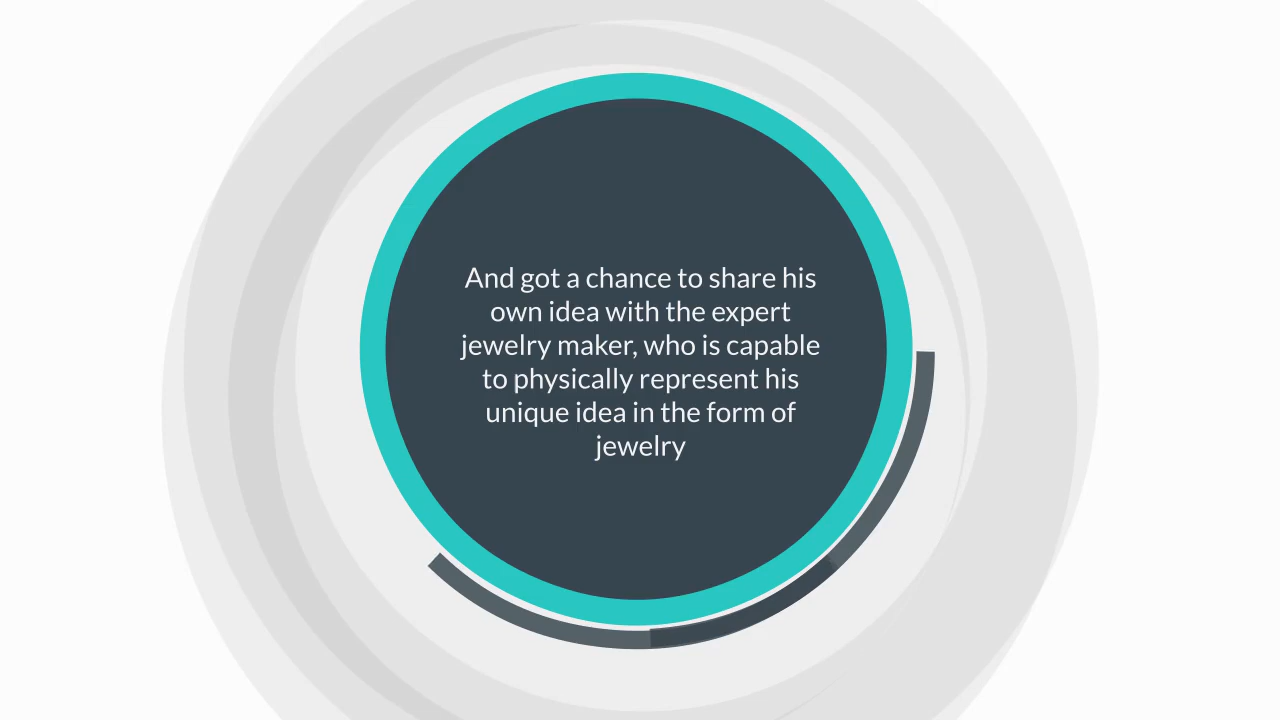 And got a chance to share his
own idea with the expert
jewelry maker, who is capable
to physically represent his
unique idea in the form of
jewelry